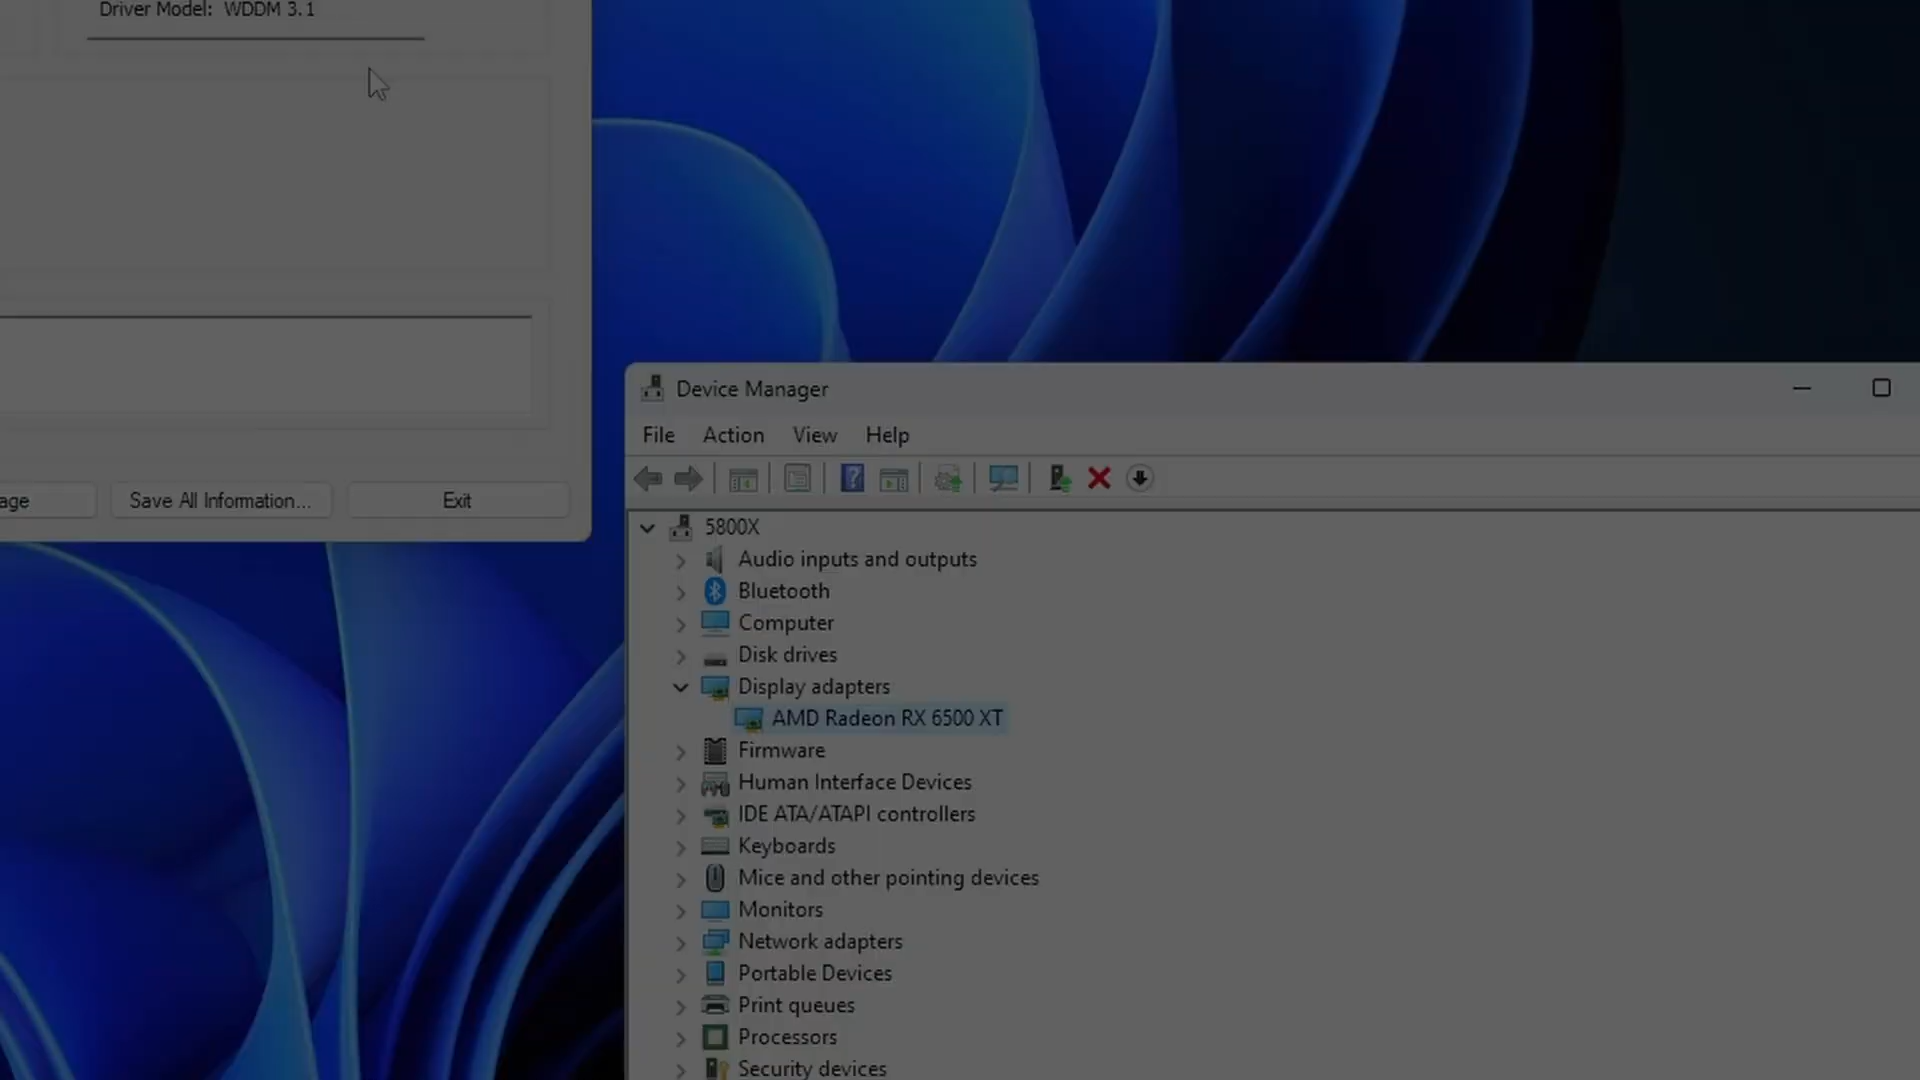 Driver Model: WDDM 3.1
age
Save All Information...
Exit
Device Manager
File Action View Help
5800X
Audio inputs and outputs
Bluetooth
Computer
Disk drives
Display adapters
AMD Radeon RX 6500 XT
Firmware
Human Interface Devices
IDE ATA/ATAPI controllers
Keyboards
Mice and other pointing devices
Monitors
Network adapters
Portable Devices
Print queues
Processors
Security devices